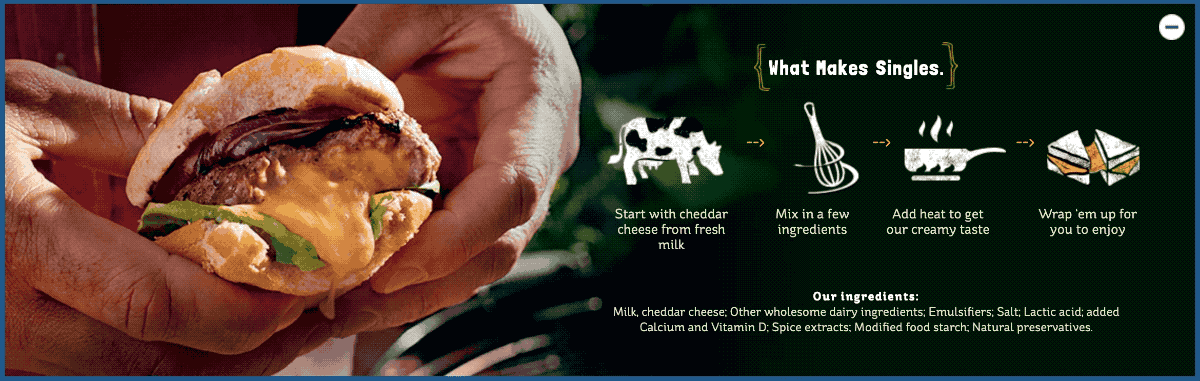 What Makes Singles.
Start with cheddar
cheese from fresh
milk
Mix in a few
ingredients
Add heat to get
our creamy taste
Wrap 'em up for
you to enjoy
Our ingredients:
Milk, cheddar cheese; Other wholesome dairy ingredients; Emulsifiers; Salt; Lactic acid; added
Calcium and Vitamin D; Spice extracts; Modified food starch; Natural preservatives.